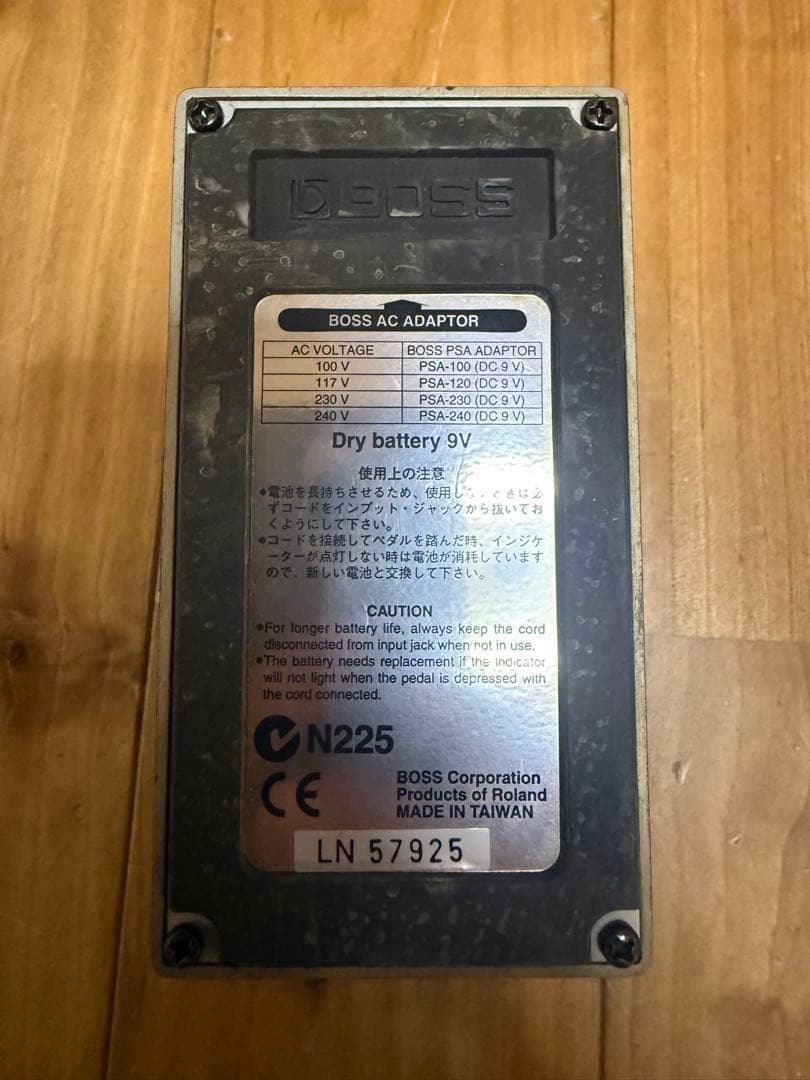 BOSS
BOSS AC ADAPTOR
AC VOLTAGE BOSS PSA ADAPTOR
100 V PSA-100 (DC 9 V)
117 V PSA-120 (DC 9 V)
230 V PSA-230 (DC 9 V)
240 V PSA-240 (DC 9 V)
Dry battery 9V
使用上の注意
●電池を長持ちさせるため、使用しないときは必
ずコードをインプット・ジャックから抜いてお
くようにして下さい。
●コードを接続してペダルを踏んだ時、インジケ
ーターが点灯しない時は電池が消耗しています
ので、新しい電池と交換して下さい。
CAUTION
●For longer battery life, always keep the cord
disconnected from input jack when not in use.
●The battery needs replacement if the indicator
will not light when the pedal is depressed with
the cord connected.
N225
CE
BOSS Corporation
Products of Roland
MADE IN TAIWAN
LN 57925